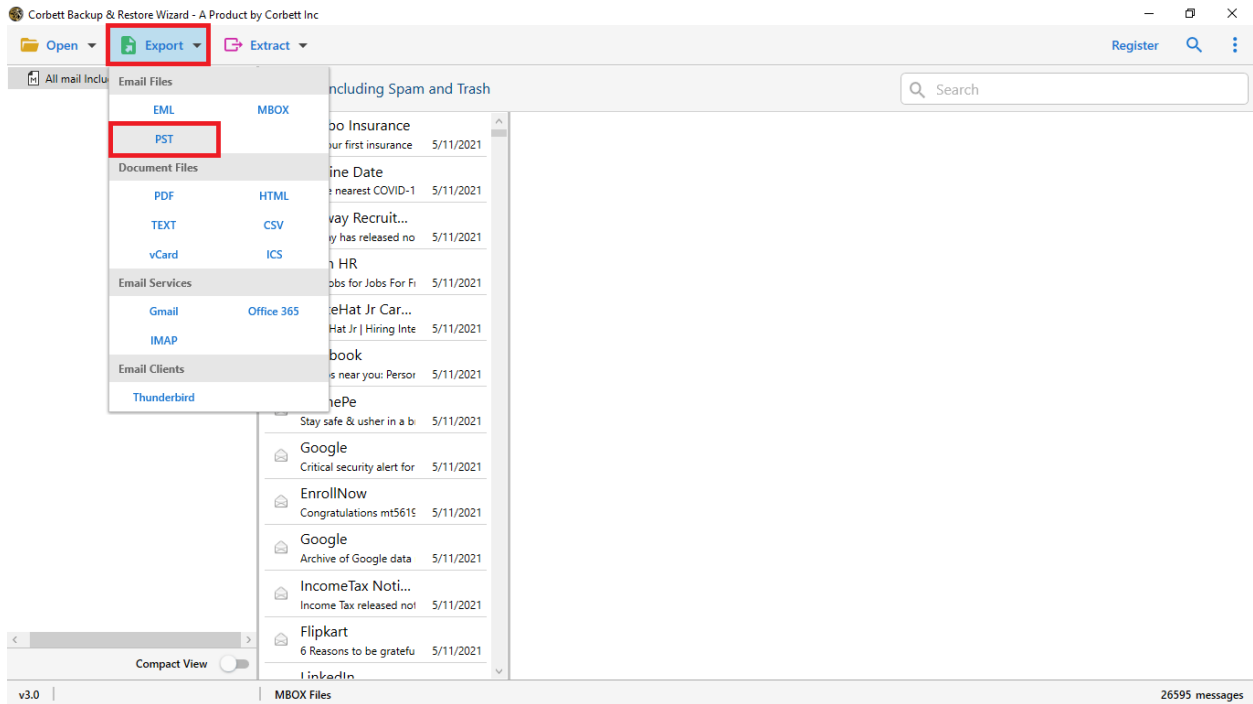 Corbett Backup & Restore Wizard - A Product by Corbett Inc
Open Export Extract Register
All mail Inclu
Email Files
EML MBOX
PST
Document Files
PDF HTML
TEXT CSV
vCard ICS
Email Services
Gmail Office 365
IMAP
Email Clients
Thunderbird
ncluding Spam and Trash
Search
oo Insurance
our first insurance 5/11/2021
ine Date
nearest COVID-1 5/11/2021
way Recruit...
y has released no 5/11/2021
HR
obs for Jobs For Fr 5/11/2021
eHat Jr Car...
Hat Jr | Hiring Inte 5/11/2021
book
s near you: Persor 5/11/2021
nePe
Stay safe & usher in a b 5/11/2021
Google
Critical security alert for 5/11/2021
EnrollNow
Congratulations mt5619 5/11/2021
Google
Archive of Google data 5/11/2021
IncomeTax Noti...
Income Tax released not 5/11/2021
Flipkart
6 Reasons to be gratefu 5/11/2021
LinkedIn
Compact View
v3.0 MBOX Files 26595 messages